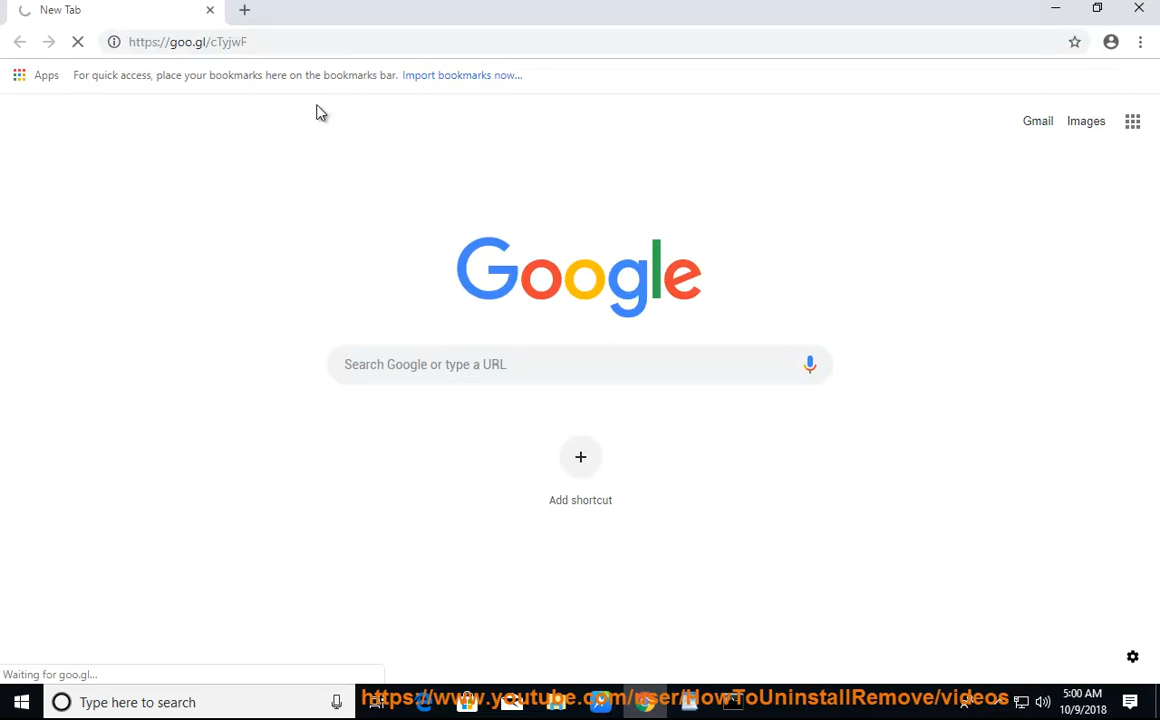 New Tab
https://goo.gl/cTyjwF
Apps For quick access, place your bookmarks here on the bookmarks bar. Import bookmarks now...
Gmail Images
Google
Search Google or type a URL
Add shortcut
Waiting for goo.gl...
Type here to search
https://www.youtube.com/user/HowToUninstallRemove/videos
5:00 AM
10/9/2018